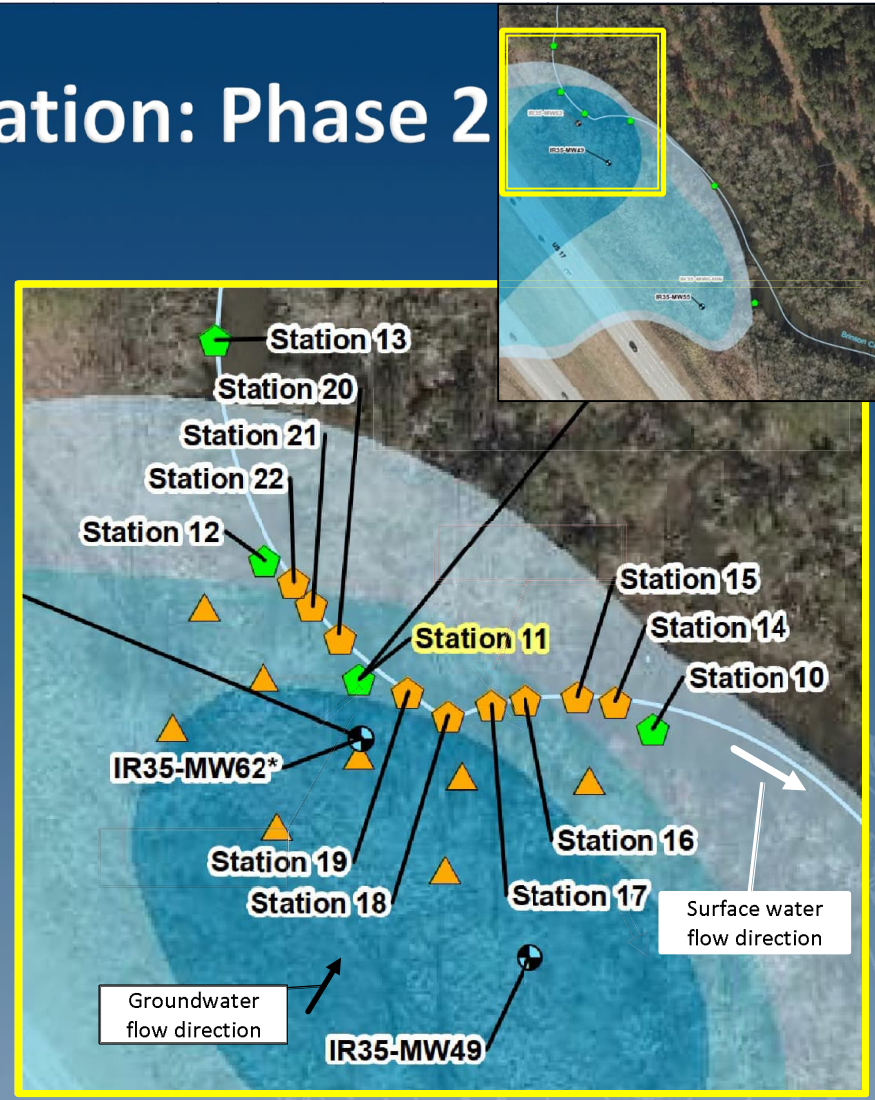 ation: Phase 2
IR35-MW49
US 17
IR35-MW55
Station 13
Station 20
Station 21
Station 22
Station 12
Station 15
Station 11
Station 14
Station 10
IR35-MW62*
Station 16
Station 19
Station 17
Station 18
Surface water
flow direction
Groundwater
flow direction
IR35-MW49